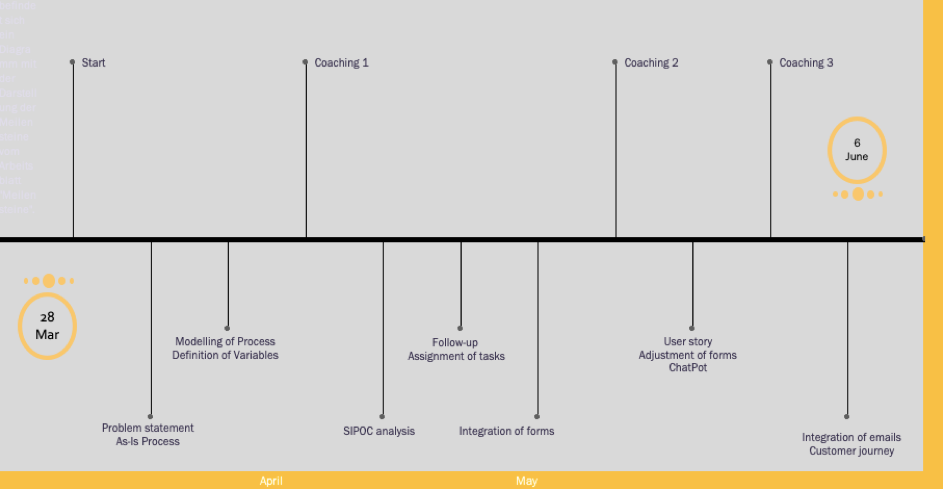 Start
Coaching 1
Coaching 2
Coaching 3
6
June
28
Mar
Modelling of Process
Definition of Variables
Follow-up
Assignment of tasks
User story
Adjustment of forms
ChatPot
Problem statement
As-Is Process
SIPOC analysis
Integration of forms
Integration of emails
Customer journey
April
May